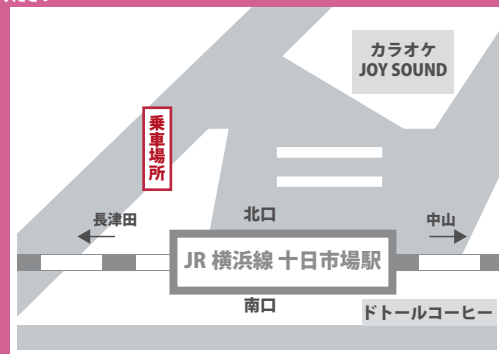 カラオケ
JOY SOUND
乗車場所
長津田
北口
中山
JR 横浜線 十日市場駅
南口
ドトールコーヒー